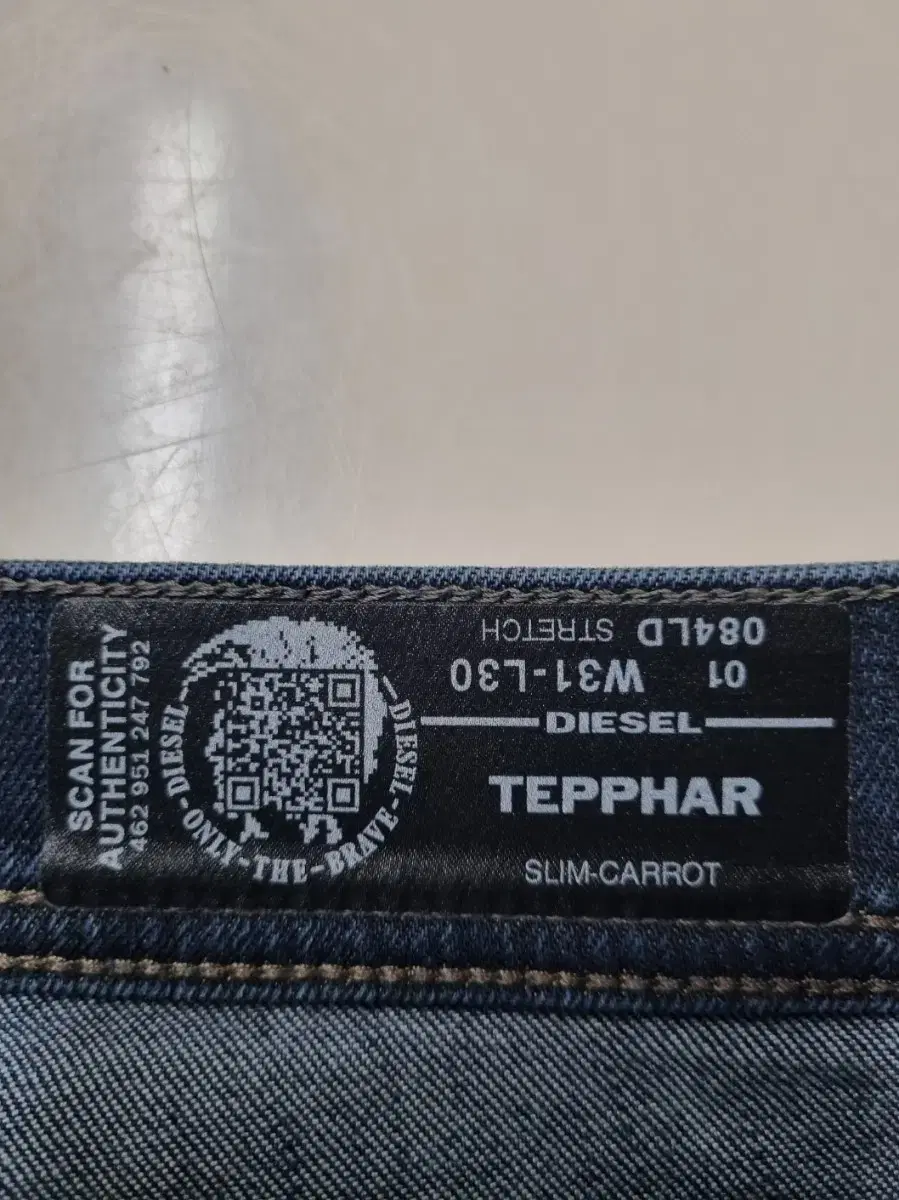 SCAN FOR
AUTHENTICITY
462 951 247 792
DIESEL-ONLY-THE-BRAVE-DIESEL
084LD STRETCH
01 W31-L30
DIESEL
TEPPHAR
SLIM-CARROT